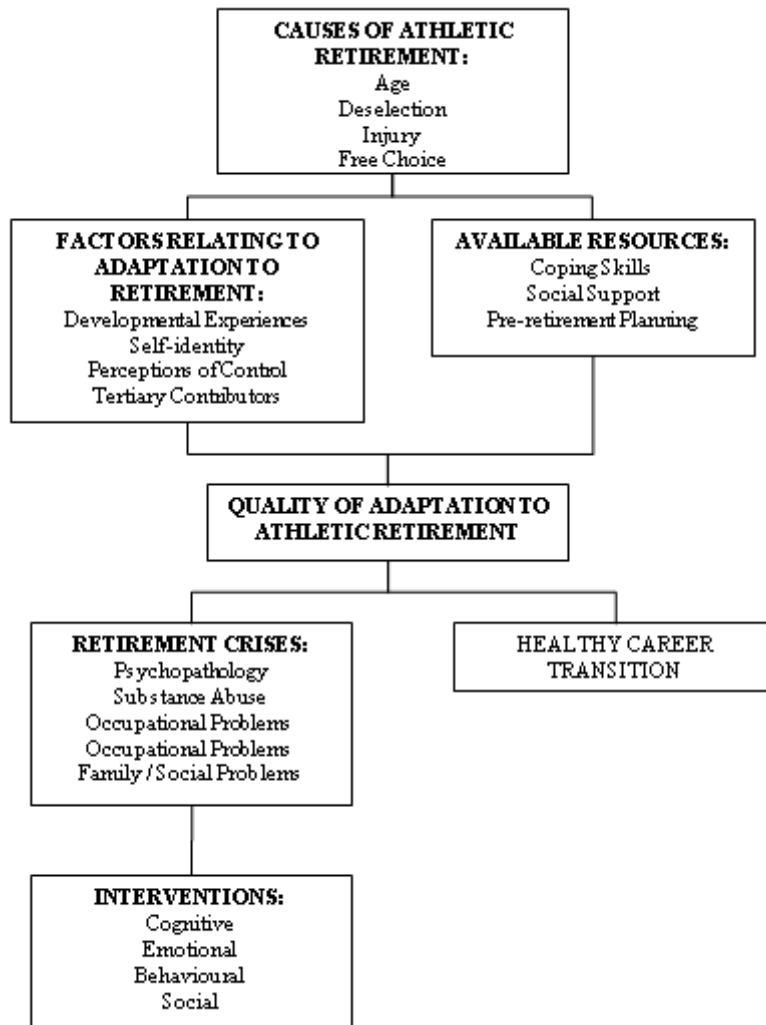 CAUSES OF ATHLETIC
RETIREMENT:
Age
Deselection
Injury
Free Choice
FACTORS RELATING TO
ADAPTATION TO
RETIREMENT:
Developmental Experiences
Self-identity
Perceptions of Control
Tertiary Contributors
AVAILABLE RESOURCES:
Coping Skills
Social Support
Pre-retirement Planning
QUALITY OF ADAPTATION TO
ATHLETIC RETIREMENT
RETIREMENT CRISES:
Psychopathology
Substance Abuse
Occupational Problems
Occupational Problems
Family / Social Problems
HEALTHY CAREER
TRANSITION
INTERVENTIONS:
Cognitive
Emotional
Behavioural
Social